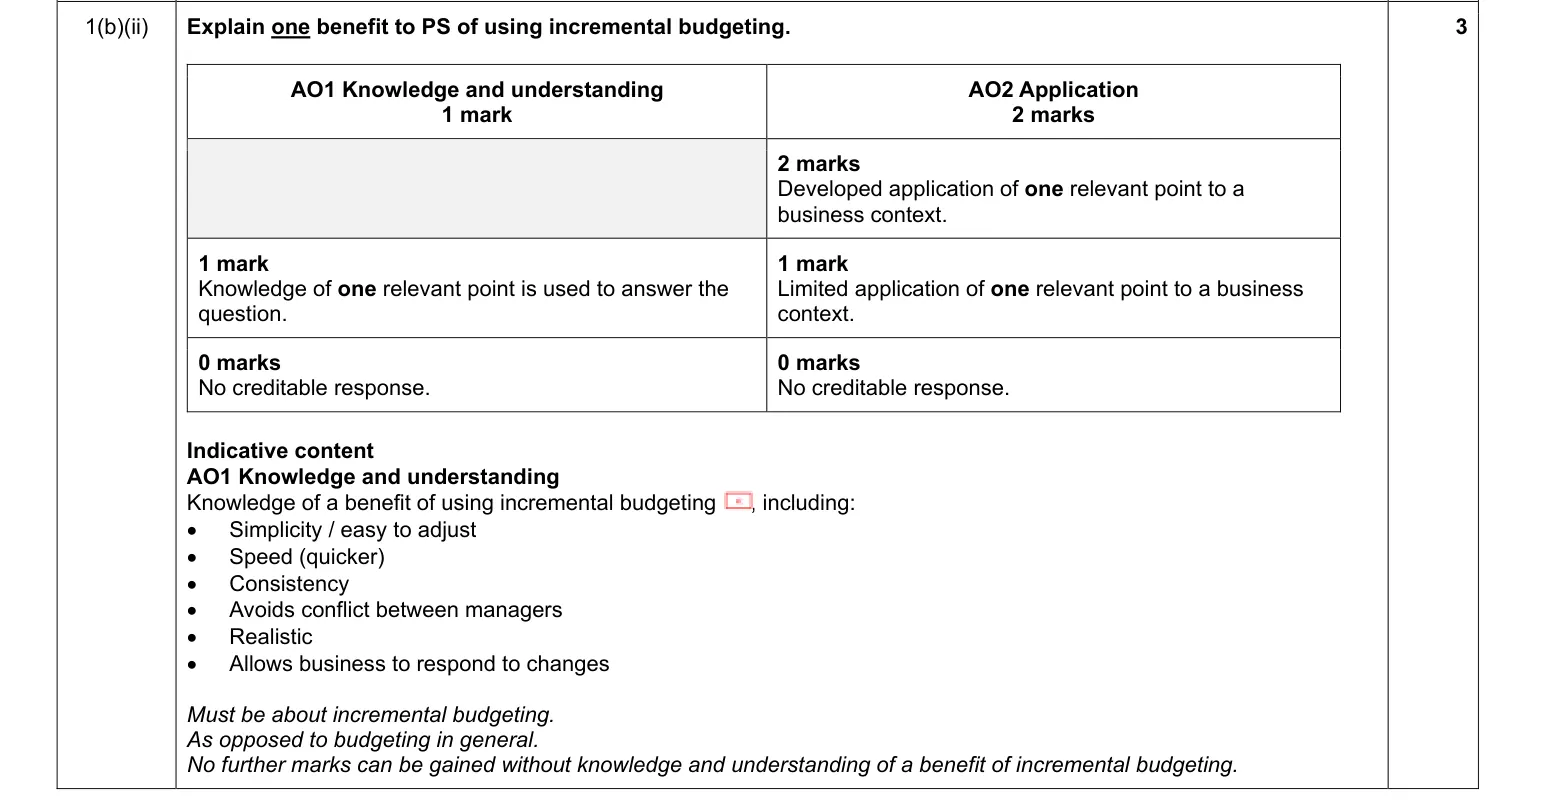 1(b)(ii)
Explain one benefit to PS of using incremental budgeting.
3
AO1 Knowledge and understanding
1 mark
AO2 Application
2 marks
2 marks
Developed application of one relevant point to a
business context.
1 mark
Knowledge of one relevant point is used to answer the
question.
1 mark
Limited application of one relevant point to a business
context.
0 marks
No creditable response.
0 marks
No creditable response.
Indicative content
AO1 Knowledge and understanding
Knowledge of a benefit of using incremental budgeting , including:
• Simplicity / easy to adjust
• Speed (quicker)
• Consistency
• Avoids conflict between managers
• Realistic
• Allows business to respond to changes
Must be about incremental budgeting.
As opposed to budgeting in general.
No further marks can be gained without knowledge and understanding of a benefit of incremental budgeting.